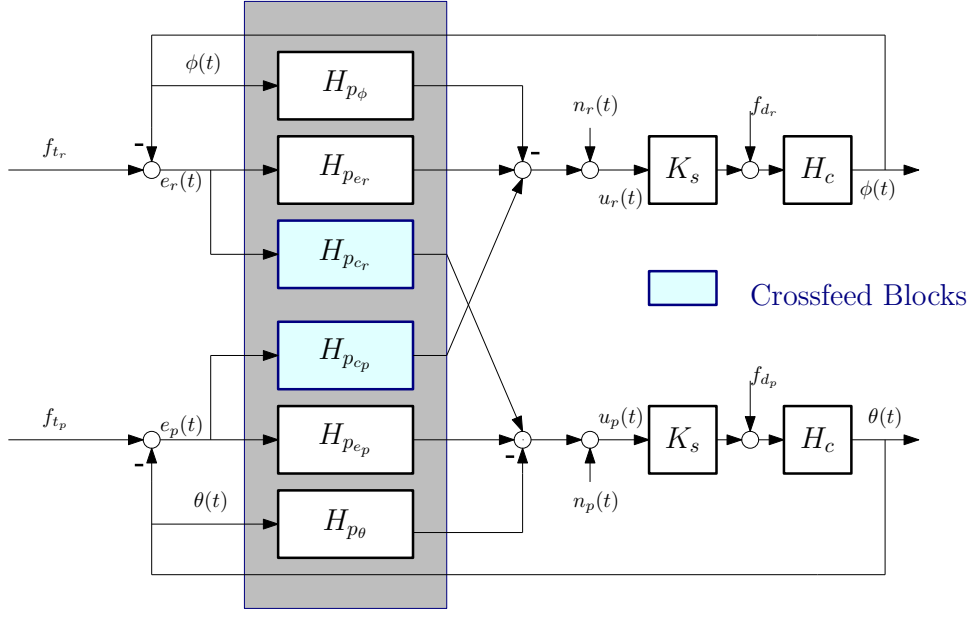 ϕ(t)
H_{p_ϕ}
-
n_r(t)
f_{d_r}
f_{t_r}
-
e_r(t)
H_{p_{e_r}}
u_r(t)
K_s
H_c
ϕ(t)
H_{p_{c_r}}
Crossfeed Blocks
H_{p_{c_p}}
f_{d_p}
f_{t_p}
e_p(t)
H_{p_{e_p}}
u_p(t)
K_s
H_c
θ(t)
-
-
θ(t)
H_{p_θ}
n_p(t)